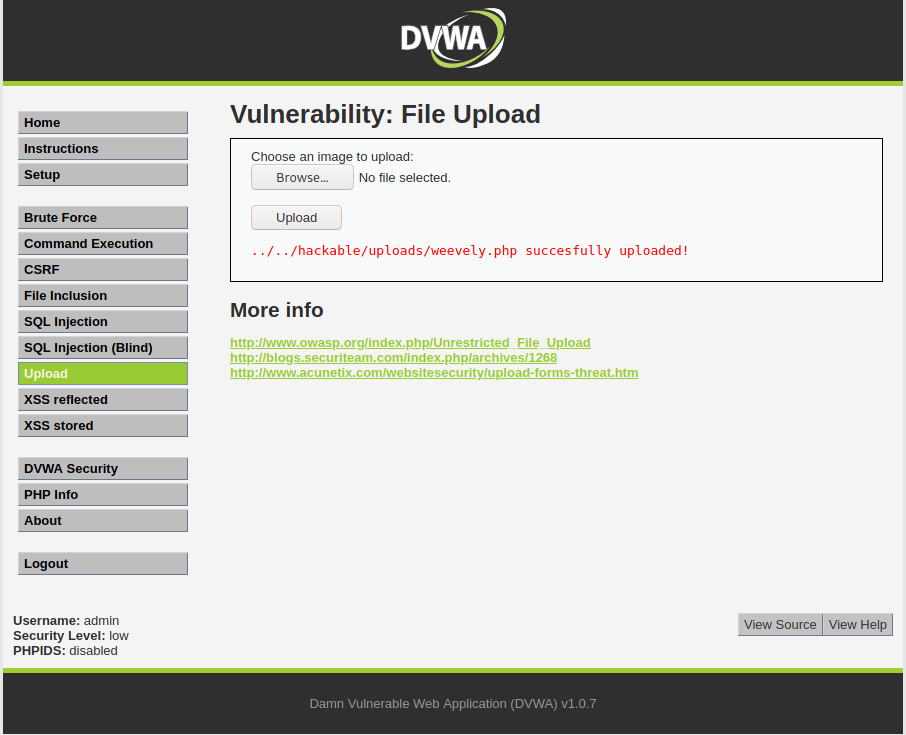 DVWA
Home
Instructions
Setup
Brute Force
Command Execution
CSRF
File Inclusion
SQL Injection
SQL Injection (Blind)
Upload
XSS reflected
XSS stored
DVWA Security
PHP Info
About
Logout
Vulnerability: File Upload
Choose an image to upload:
Browse... No file selected.
Upload
../../hackable/uploads/weevely.php succesfully uploaded!
More info
http://www.owasp.org/index.php/Unrestricted_File_Upload
http://blogs.securiteam.com/index.php/archives/1268
http://www.acunetix.com/websitesecurity/upload-forms-threat.htm
Username: admin
Security Level: low
PHPIDS: disabled
View Source View Help
Damn Vulnerable Web Application (DVWA) v1.0.7